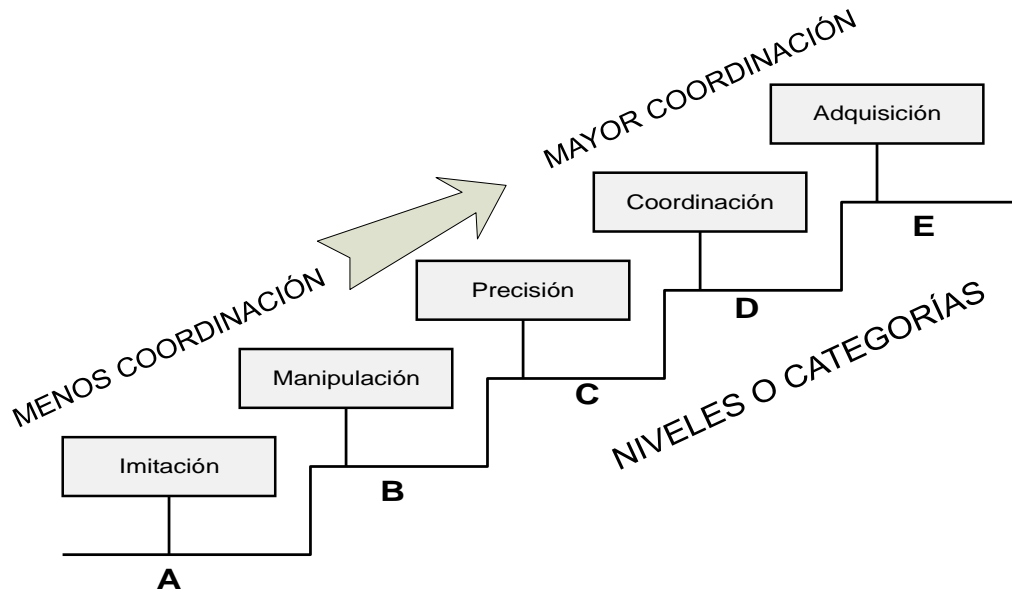 MAYOR COORDINACIÓN
Adquisición
Coordinación
E
Precisión
D
MENOS COORDINACIÓN
Manipulación
C
NIVELES O CATEGORÍAS
Imitación
B
A